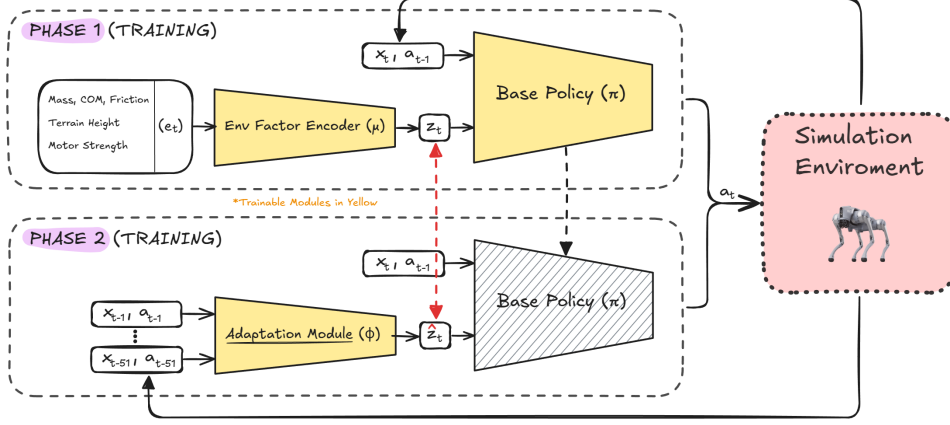 PHASE 1 (TRAINING)
xₜ, aₜ₋₁
Base Policy (π)
Mass, COM, Friction
Terrain Height
Motor Strength
(eₜ)
Env Factor Encoder (μ)
zₜ
*Trainable Modules in Yellow
aₜ
Simulation
Enviroment
PHASE 2 (TRAINING)
xₜ, aₜ₋₁
Base Policy (π)
xₜ₋₁, aₜ₋₁
xₜ₋₅₁, aₜ₋₅₁
Adaptation Module (Φ)
ẑₜ